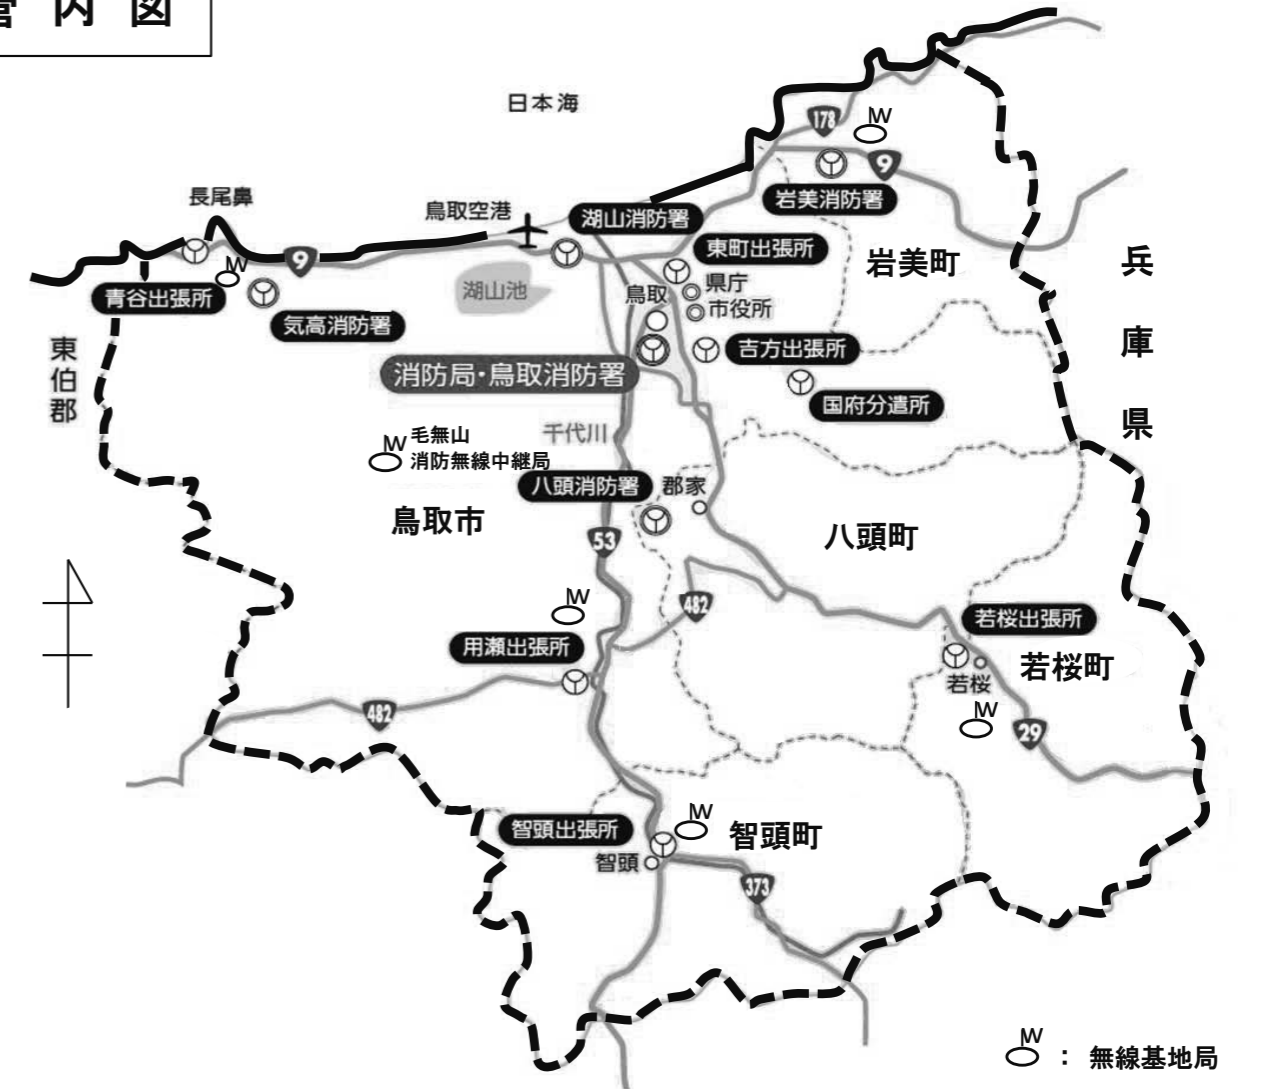 管内図
日本海
178
W
9
岩美消防署
長尾鼻
鳥取空港
湖山消防署
東町出張所
岩美町
兵庫県
9
W
青谷出張所
気高消防署
湖山池
鳥取
県庁
市役所
東伯郡
消防局・鳥取消防署
吉方出張所
国府分遣所
千代川
W
毛無山
消防無線中継局
八頭消防署
郡家
鳥取市
53
八頭町
W
482
用瀬出張所
若桜出張所
若桜町
若桜
482
W
29
智頭出張所
W
智頭町
智頭
373
W
：無線基地局